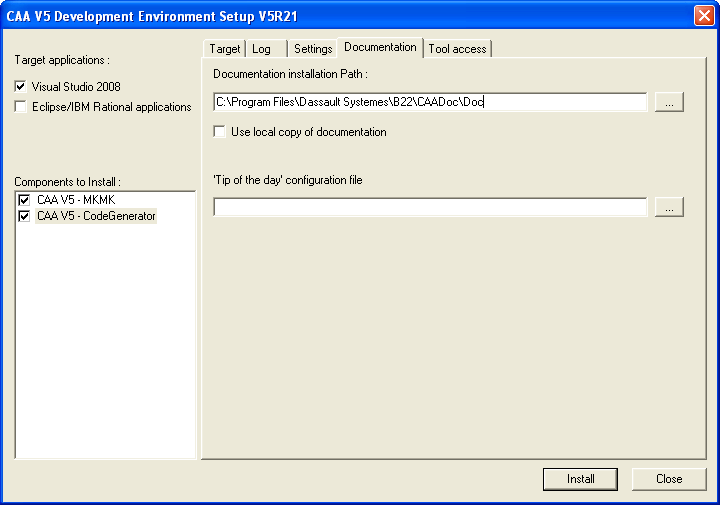 CAA V5 Development Environment Setup V5R21
Target applications :
Visual Studio 2008
Eclipse/IBM Rational applications
Components to Install :
CAA V5 - MKMK
CAA V5 - CodeGenerator
Target
Log
Settings
Documentation
Tool access
Documentation installation Path :
C:\Program Files\Dassault Systemes\B22\CAADoc\Doc
...
Use local copy of documentation
'Tip of the day' configuration file
...
Install
Close